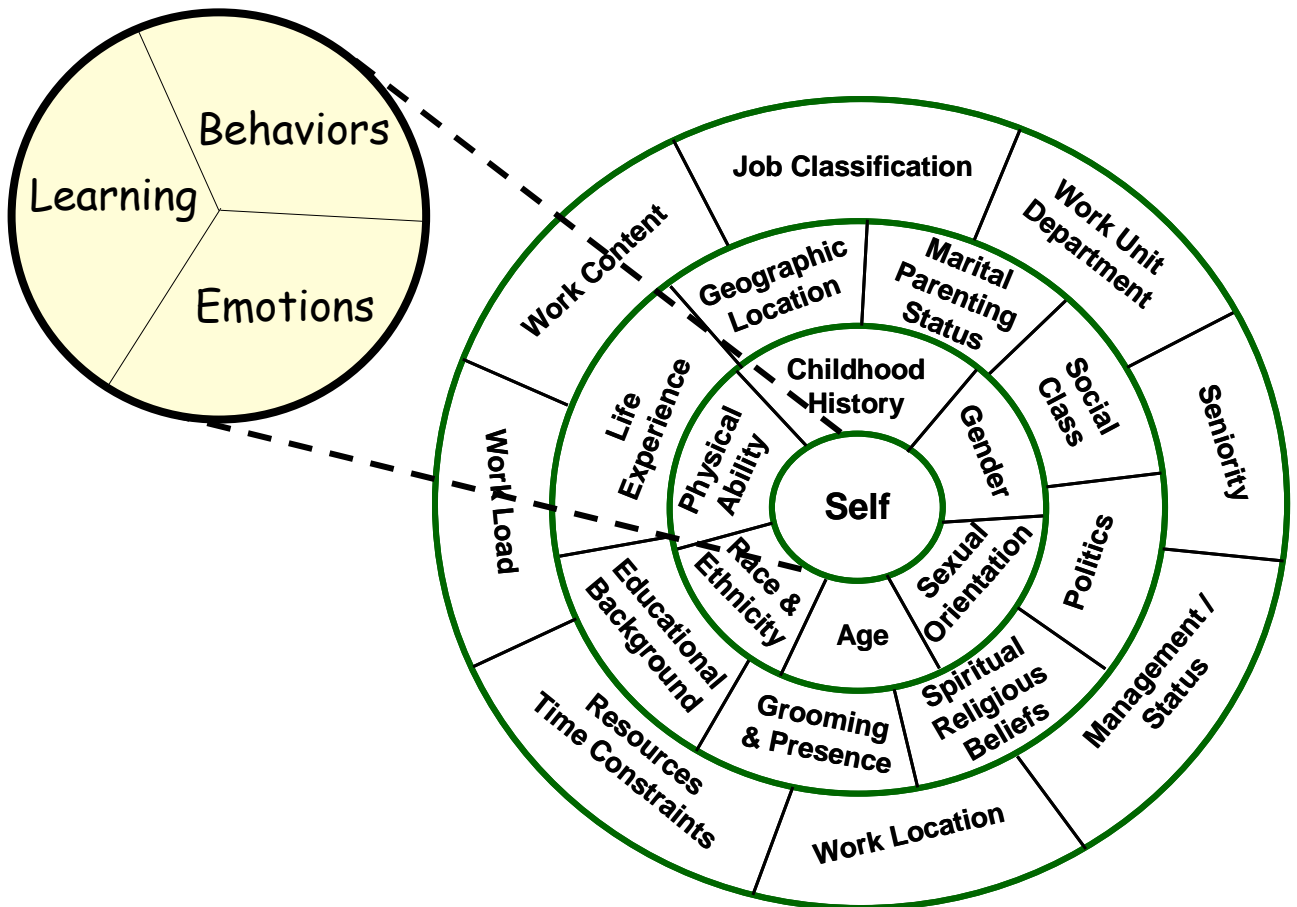 Behaviors
Learning
Emotions
Job Classification
Work Unit
Department
Seniority
Management /
Status
Work Location
Resources
Time Constraints
Work Load
Work Content
Geographic
Location
Marital
Parenting
Status
Social
Class
Politics
Spiritual
Religious
Beliefs
Grooming
& Presence
Educational
Background
Life
Experience
Childhood
History
Gender
Sexual
Orientation
Age
Race &
Ethnicity
Physical
Ability
Self